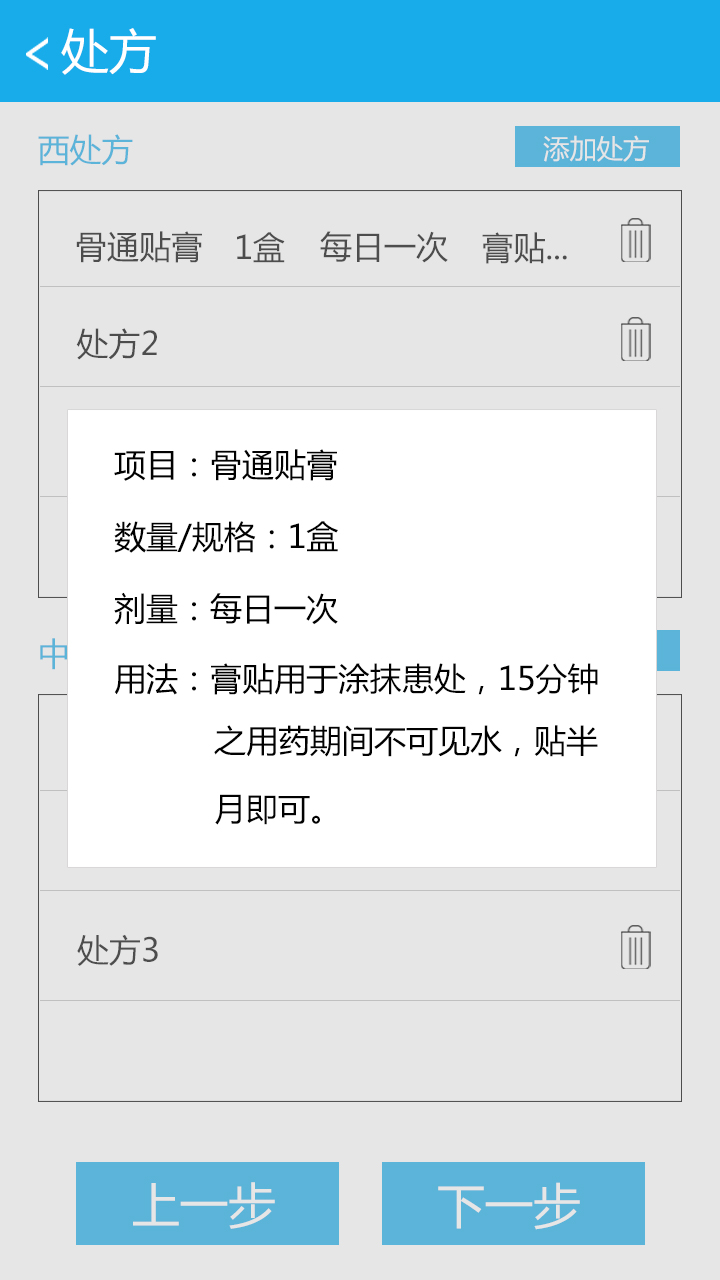 <处方
西处方
添加处方
骨通贴膏 1盒 每日一次 膏贴...
处方2
项目：骨通贴膏
数量/规格：1盒
剂量：每日一次
用法：膏贴用于涂抹患处，15分钟
之用药期间不可见水，贴半
月即可。
中
处方3
上一步
下一步